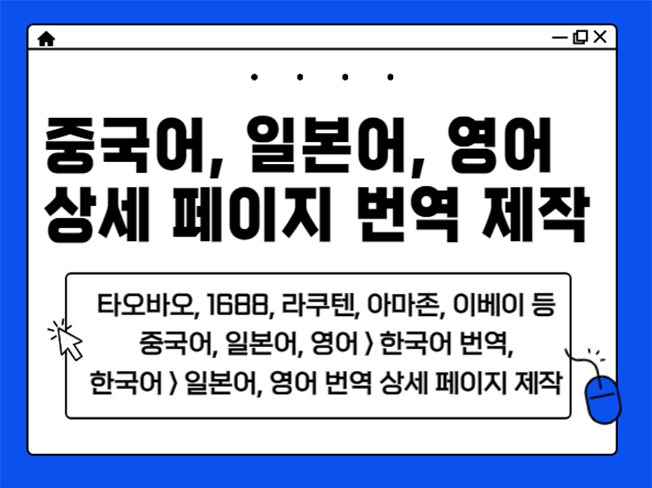 중국어, 일본어, 영어
상세 페이지 번역 제작
타오바오, 1688, 라쿠텐, 아마존, 이베이 등
중국어, 일본어, 영어 > 한국어 번역,
한국어 > 일본어, 영어 번역 상세 페이지 제작